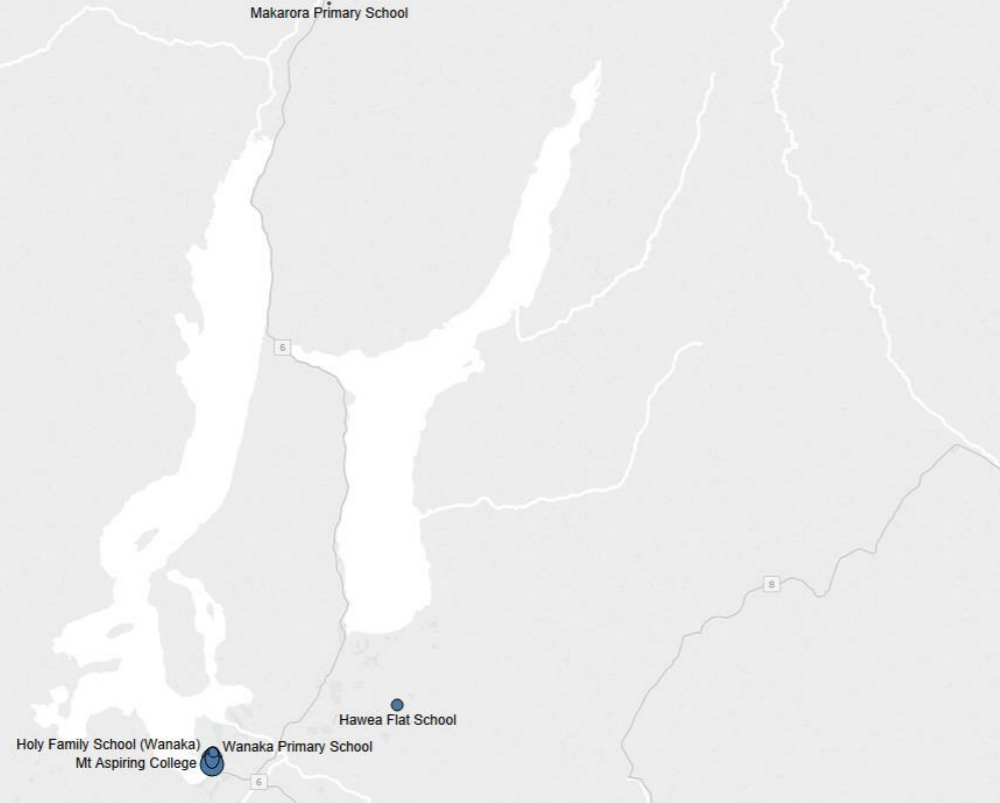 Makarora Primary School
6
8
Hawea Flat School
Holy Family School (Wanaka)
Wanaka Primary School
Mt Aspiring College
6